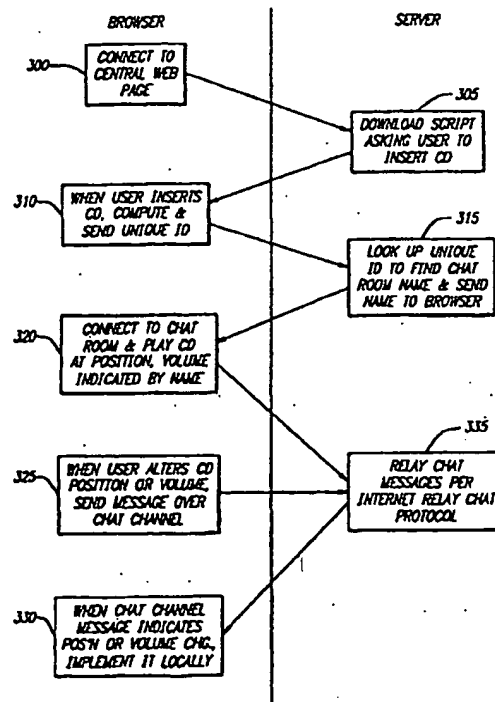 BROWSER
SERVER
300
CONNECT TO
CENTRAL WEB
PAGE
305
DOWNLOAD SCRIPT
ASKING USER TO
INSERT CD
310
WHEN USER INSERTS
CD, COMPUTE &
SEND UNIQUE ID
315
LOOK UP UNIQUE
ID TO FIND CHAT
ROOM NAME & SEND
NAME TO BROWSER
320
CONNECT TO CHAT
ROOM & PLAY CD
AT POSITION, VOLUME
INDICATED BY NAME
325
WHEN USER ALTERS CD
POSITION OR VOLUME,
SEND MESSAGE OVER
CHAT CHANNEL
335
RELAY CHAT
MESSAGES PER
INTERNET RELAY CHAT
PROTOCOL
330
WHEN CHAT CHANNEL
MESSAGE INDICATES
POS'N OR VOLUME CHG.,
IMPLEMENT IT LOCALLY